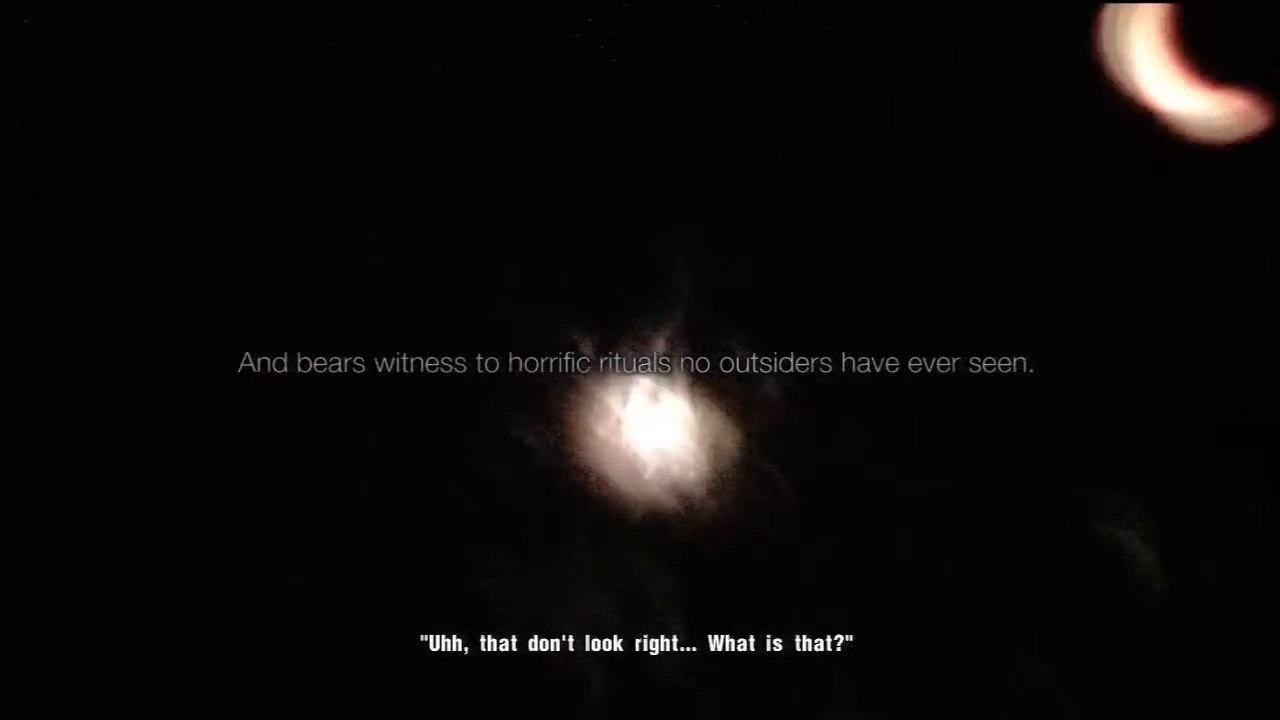 And bears witness to horrific rituals no outsiders have ever seen.
"Uhh, that don't look right... What is that?"